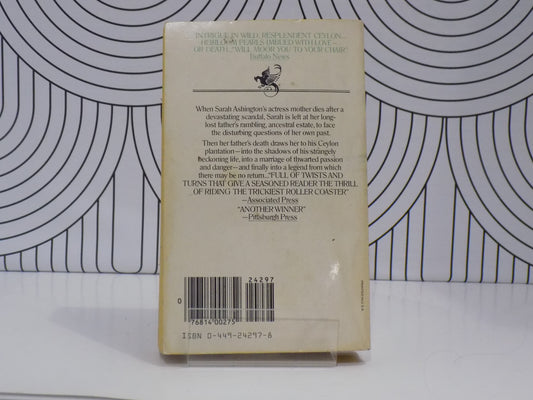 INTRIGUE IN WILD, RESPLENDENT CEYLON...
HEIRLOOM PEARLS IMBUED WITH LOVE—
OR DEATH... "WILL MOOR YOU TO YOUR CHAIR"
Buffalo News
When Sarah Ashington's actress mother dies after a
devastating scandal, Sarah is left at her long-
lost father's rambling, ancestral estate, to face
the disturbing questions of her own past.
Then her father's death draws her to his Ceylon
plantation—into the shadows of his strangely
beckoning life, into a marriage of thwarted passion
and danger—and finally into a legend from which
there may be no return... "FULL OF TWISTS AND
TURNS THAT GIVE A SEASONED READER THE THRILL
OF RIDING THE TRICKIEST ROLLER COASTER"
—Associated Press
"ANOTHER WINNER"
—Pittsburgh Press
24297
0
76814 00275
ISBN 0-449-24297-8